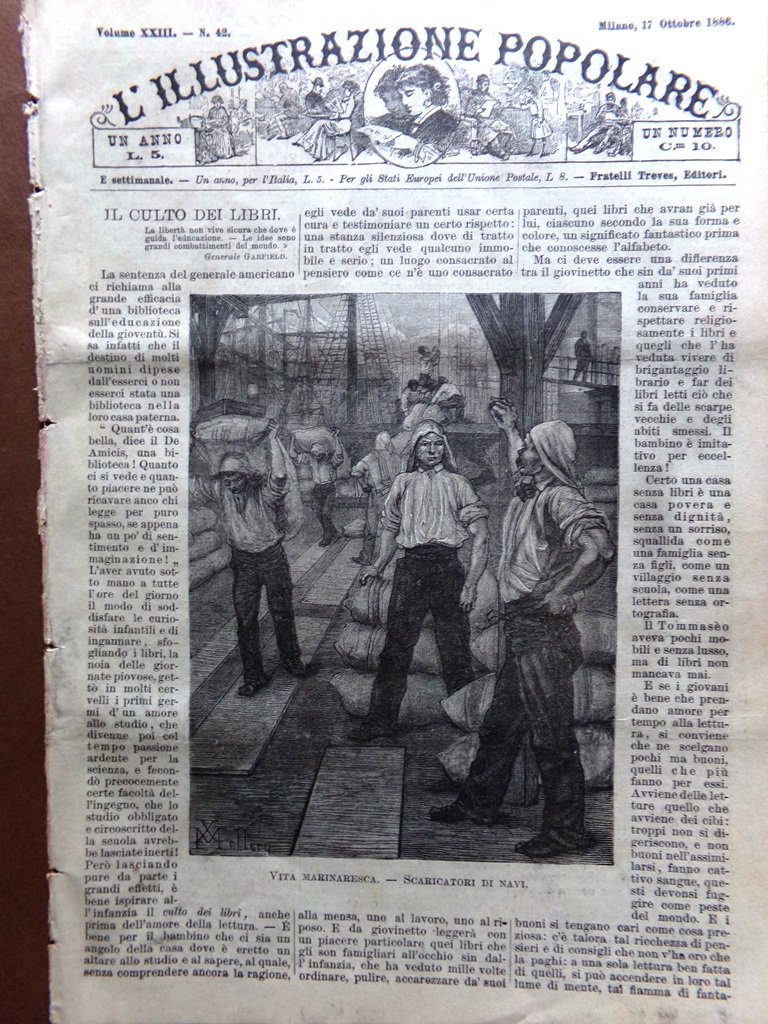 Volume XXIII. — N. 42.
Milano, 17 Ottobre 1886.
L'ILLUSTRAZIONE POPOLARE
UN ANNO
L. 5.
UN NUMERO
C.mi 10.
E settimanale. — Un anno, per l'Italia, L. 5. - Per gli Stati Europei dell'Unione Postale, L. 8. — Fratelli Treves, Editori.
IL CULTO DEI LIBRI.
La libertà non vive sicura che dove è
guida l'educazione. — Le idee sono
grandi combattimenti del mondo. »
Generale GARFIELD.
La sentenza del generale americano
ci richiama alla
grande efficacia
d'una biblioteca
sull'educazione
della gioventù. Si
sa infatti che il
destino di molti
uomini dipese
dall'esserci o non
essere stata una
biblioteca nella
loro casa paterna.
" Quant'è cosa
bella, dice il De
Amicis, una bi-
blioteca! Quanto
ci si vede e quan-
to piacere ne può
ricavare anco chi
legge per puro
spasso, se appena
ha un po' di sen-
timento e d'im-
maginazione! „
L'aver avuto sot-
to mano a tutte
l'ore del giorno
il modo di sod-
disfare le curio-
sità infantili e di
ingannare, sfo-
gliando i libri, la
noia delle gior-
nate piovose, get-
tò in molti cer-
velli i primi ger-
mi d'un amore
allo studio, che
divenne poi col
tempo passione
ardente per la
scienza, e fecon-
dò precocemente
certe facoltà del-
l'ingegno, che lo
studio obbligato
e circoscritto del-
la scuola avreb-
be lasciate inerti!
Però lasciando
pure da parte i
grandi effetti, è
bene ispirare al-
l'infanzia il culto dei libri, anche
prima dell'amore della lettura. — È
bene per il bambino che ci sia un
angolo della casa dove è eretto un
altare allo studio e al sapere, al quale,
senza comprendere ancora la ragione,
egli vede da' suoi parenti usar certa
cura e testimoniare un certo rispetto:
una stanza silenziosa dove di tratto
in tratto egli vede qualcuno immo-
bile e serio; un luogo consacrato al
pensiero come ce n'è uno consacrato
alla mensa, uno al lavoro, uno al ri-
poso. E da giovinetto leggerà con
un piacere particolare quei libri che
gli son famigliari all'occhio sin dal-
l'infanzia, che ha veduto mille volte
ordinare, pulire, accarezzare da' suoi
parenti, quei libri che avran già per
lui, ciascuno secondo la sua forma e
colore, un significato fantastico prima
che conoscesse l'alfabeto.
Ma ci deve essere una differenza
tra il giovinetto che sin da' suoi primi
anni ha veduto
la sua famiglia
conservare e ri-
spettare religio-
samente i libri e
quegli che l'ha
veduta vivere di
brigantaggio li-
brario e far dei
libri letti ciò che
si fa delle scarpe
vecchie e degli
abiti smessi. Il
bambino è imita-
tivo per eccel-
lenza!
Certo una casa
senza libri è una
casa povera e
senza dignità,
senza un sorriso,
squallida come
una famiglia sen-
za figli, come un
villaggio senza
scuola, come una
lettera senza or-
tografia.
Il Tommasèo
aveva pochi mo-
bili e senza lusso,
ma di libri non
mancava mai.
E se i giovani
è bene che pren-
dano amore per
tempo alla lettu-
ra, si conviene
che ne scelgano
pochi ma buoni,
quelli che più
fanno per essi.
Avviene delle let-
ture quello che
avviene dei cibi:
troppi non si di-
geriscono, e non
buoni nell'assimi-
larsi, fanno cat-
tivo sangue, que-
sti devonsi fug-
gire come peste
del mondo. E i
buoni si tengano cari come cosa pre-
ziosa: c'è talora tal ricchezza di pen-
sieri e di consigli che non v'ha oro che
la paghi: a una sola lettura ben fatta
di quelli, si può accendere in loro tal
lume di mente, tal fiamma di fanta-
VITA MARINARESCA. — SCARICATORI DI NAVI.